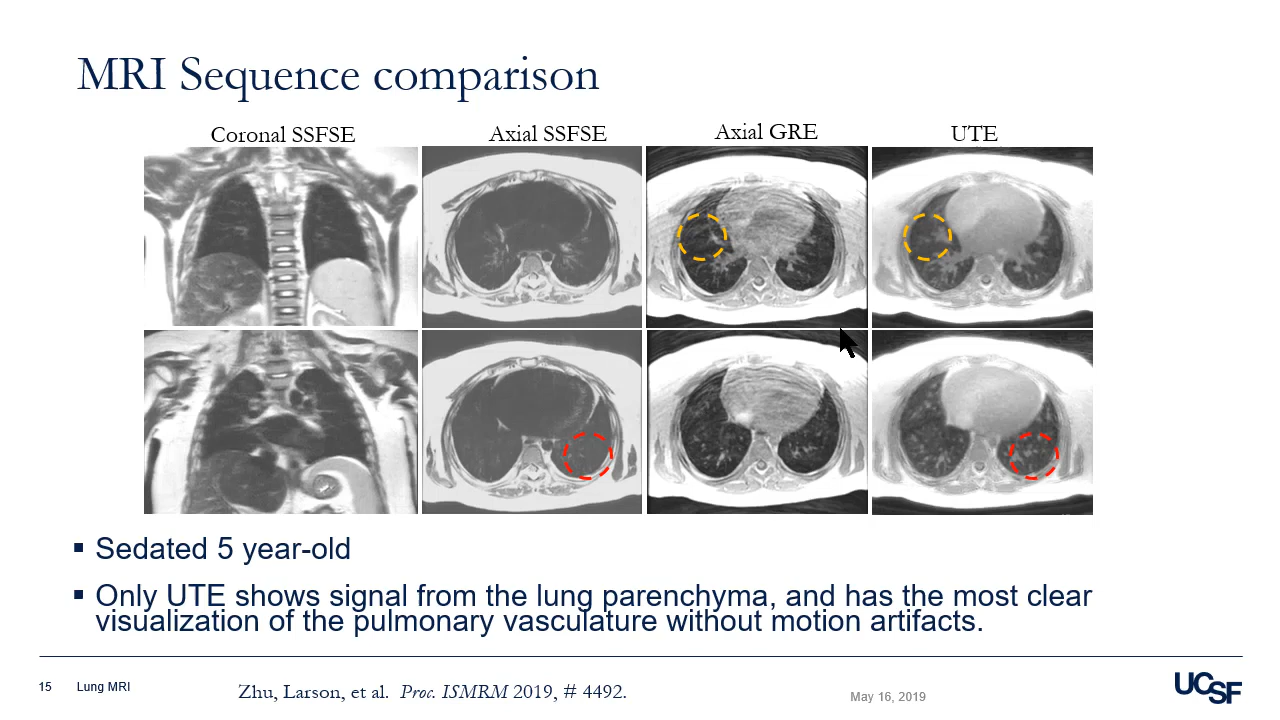 MRI Sequence comparison
Coronal SSFSE
Axial SSFSE
Axial GRE
UTE
▪ Sedated 5 year-old
▪ Only UTE shows signal from the lung parenchyma, and has the most clear
visualization of the pulmonary vasculature without motion artifacts.
15
Lung MRI
Zhu, Larson, et al. Proc. ISMRM 2019, # 4492.
May 16, 2019
UCSF